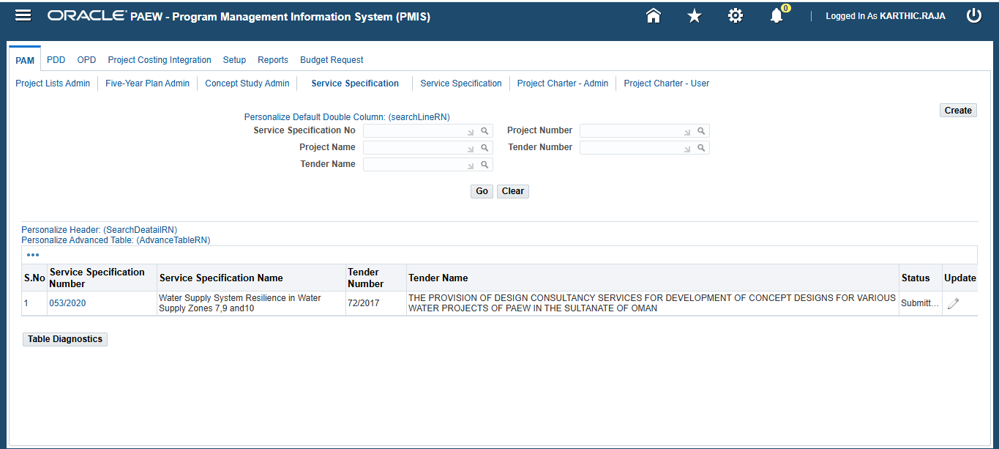 ORACLE PAEW - Program Management Information System (PMIS)
0
Logged In As KARTHIC.RAJA
PAM PDD OPD Project Costing Integration Setup Reports Budget Request
Project Lists Admin Five-Year Plan Admin Concept Study Admin Service Specification Service Specification Project Charter - Admin Project Charter - User
Create
Personalize Default Double Column: (searchLineRN)
Service Specification No Project Number
Project Name Tender Number
Tender Name
Go Clear
Personalize Header: (SearchDeatailRN)
Personalize Advanced Table: (AdvanceTableRN)
S.No Service Specification Number Service Specification Name Tender Number Tender Name Status Update
1 053/2020 Water Supply System Resilience in Water Supply Zones 7,9 and10 72/2017 THE PROVISION OF DESIGN CONSULTANCY SERVICES FOR DEVELOPMENT OF CONCEPT DESIGNS FOR VARIOUS WATER PROJECTS OF PAEW IN THE SULTANATE OF OMAN Submitt...
Table Diagnostics